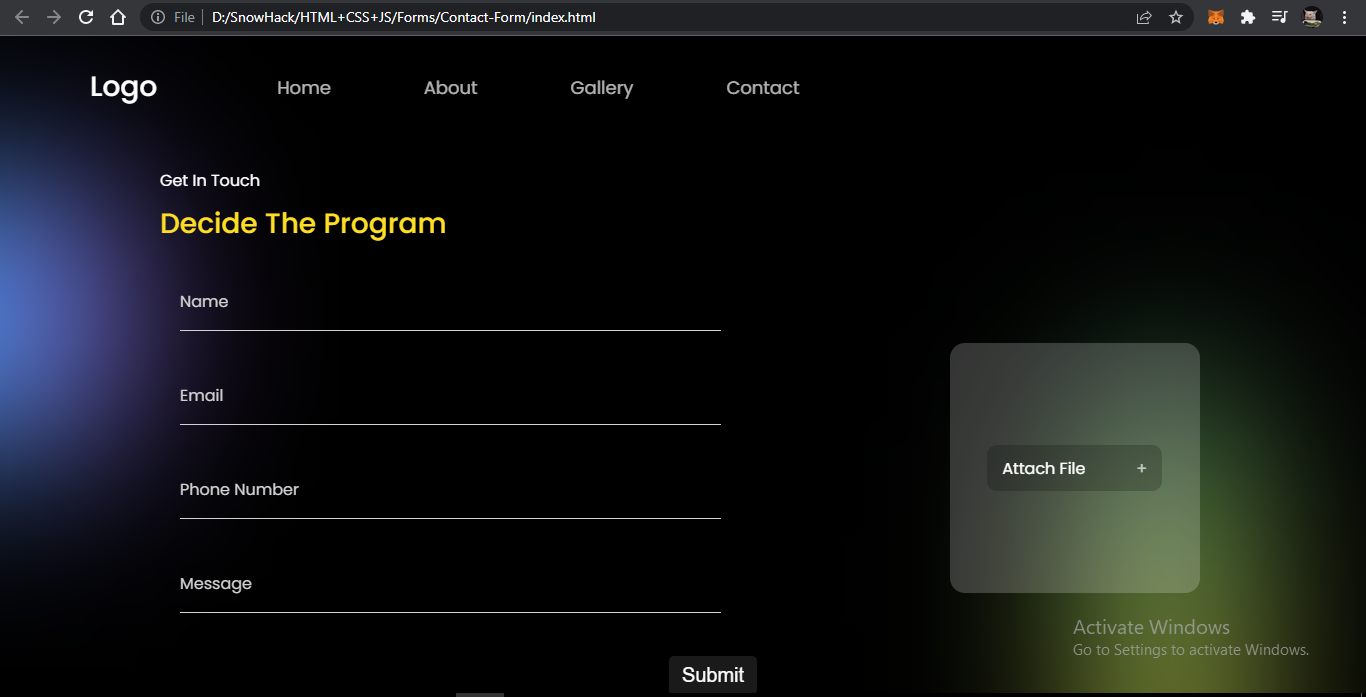 File D:/SnowHack/HTML+CSS+JS/Forms/Contact-Form/index.html
Logo Home About Gallery Contact
Get In Touch
Decide The Program
Name
Email
Phone Number
Message
Attach File +
Activate Windows
Go to Settings to activate Windows.
Submit